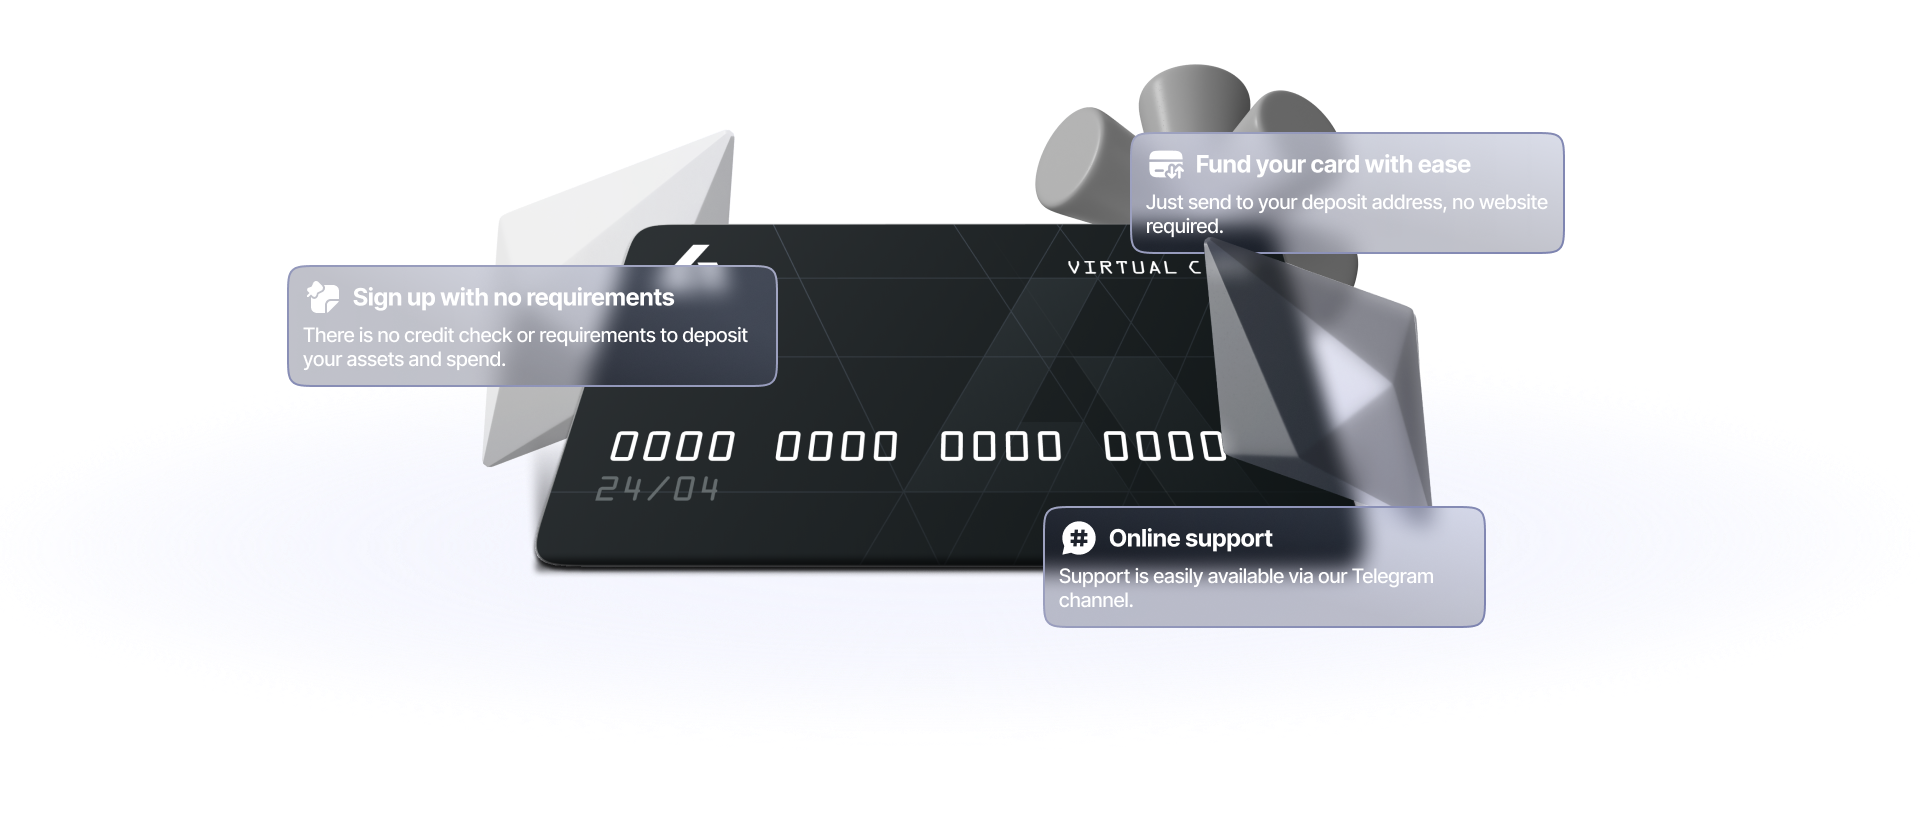 Fund your card with ease
Just send to your deposit address, no website
required.
VIRTUAL C
Sign up with no requirements
There is no credit check or requirements to deposit
your assets and spend.
0000 0000 0000 0000
24/04
Online support
Support is easily available via our Telegram
channel.